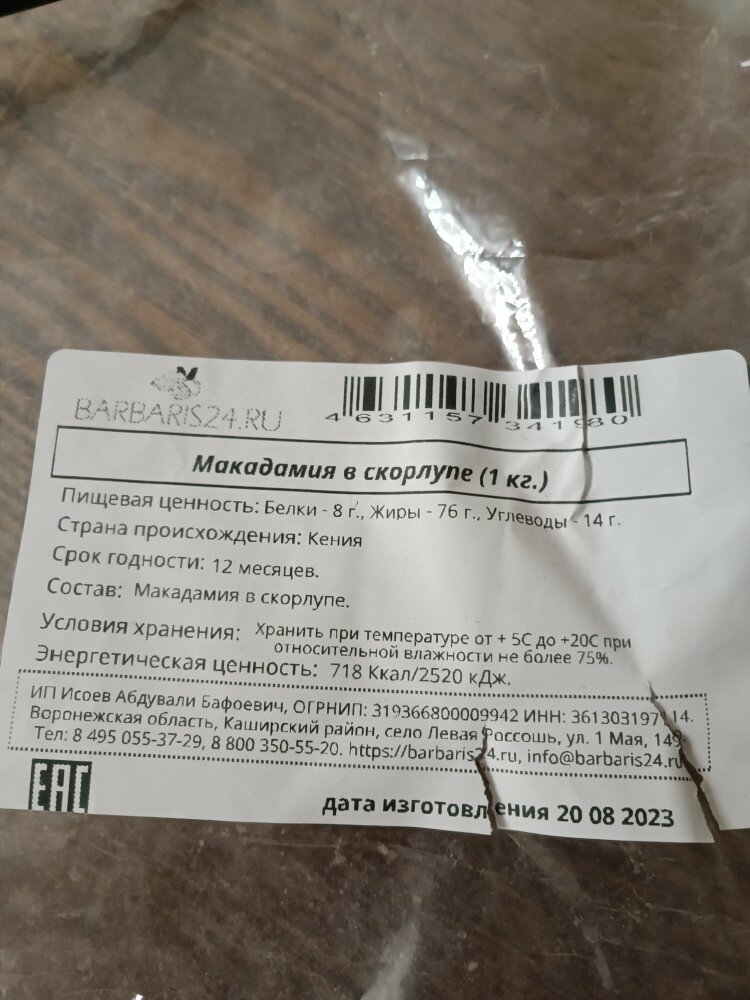 BARBARIS24.RU
4 631157 341980
Макадамия в скорлупе (1 кг.)
Пищевая ценность: Белки - 8 г., Жиры - 76 г., Углеводы - 14 г.
Страна происхождения: Кения
Срок годности: 12 месяцев.
Состав: Макадамия в скорлупе.
Условия хранения: Хранить при температуре от + 5С до +20С при
относительной влажности не более 75%.
Энергетическая ценность: 718 Ккал/2520 кДж.
ИП Исоев Абдували Бафоевич, ОГРНИП: 319366800009942 ИНН: 361303197114.
Воронежская область, Каширский район, село Левая Россошь, ул. 1 Мая, 149
Тел: 8 495 055-37-29, 8 800 350-55-20. https://barbaris24.ru, info@barbaris24.ru
EAC
дата изготовления 20 08 2023